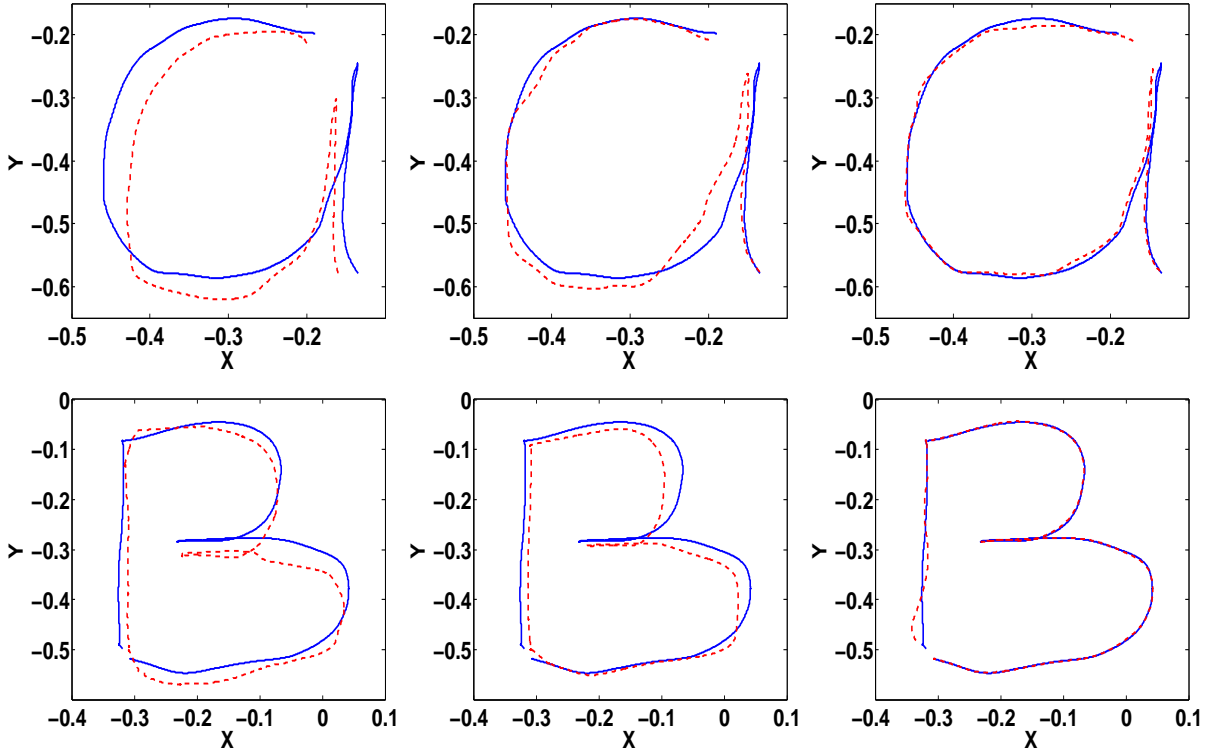 −0.2 −0.2 −0.2
−0.3 −0.3 −0.3
Y −0.4 Y −0.4 Y −0.4
−0.5 −0.5 −0.5
−0.6 −0.6 −0.6
−0.5 −0.4 −0.3 −0.2 −0.5 −0.4 −0.3 −0.2 −0.5 −0.4 −0.3 −0.2
X X X
a a a
0 0 0
−0.1 −0.1 −0.1
−0.2 −0.2 −0.2
Y −0.3 Y −0.3 Y −0.3
−0.4 −0.4 −0.4
−0.5 −0.5 −0.5
−0.4 −0.3 −0.2 −0.1 0 0.1 −0.4 −0.3 −0.2 −0.1 0 0.1 −0.4 −0.3 −0.2 −0.1 0 0.1
X X X
B B B